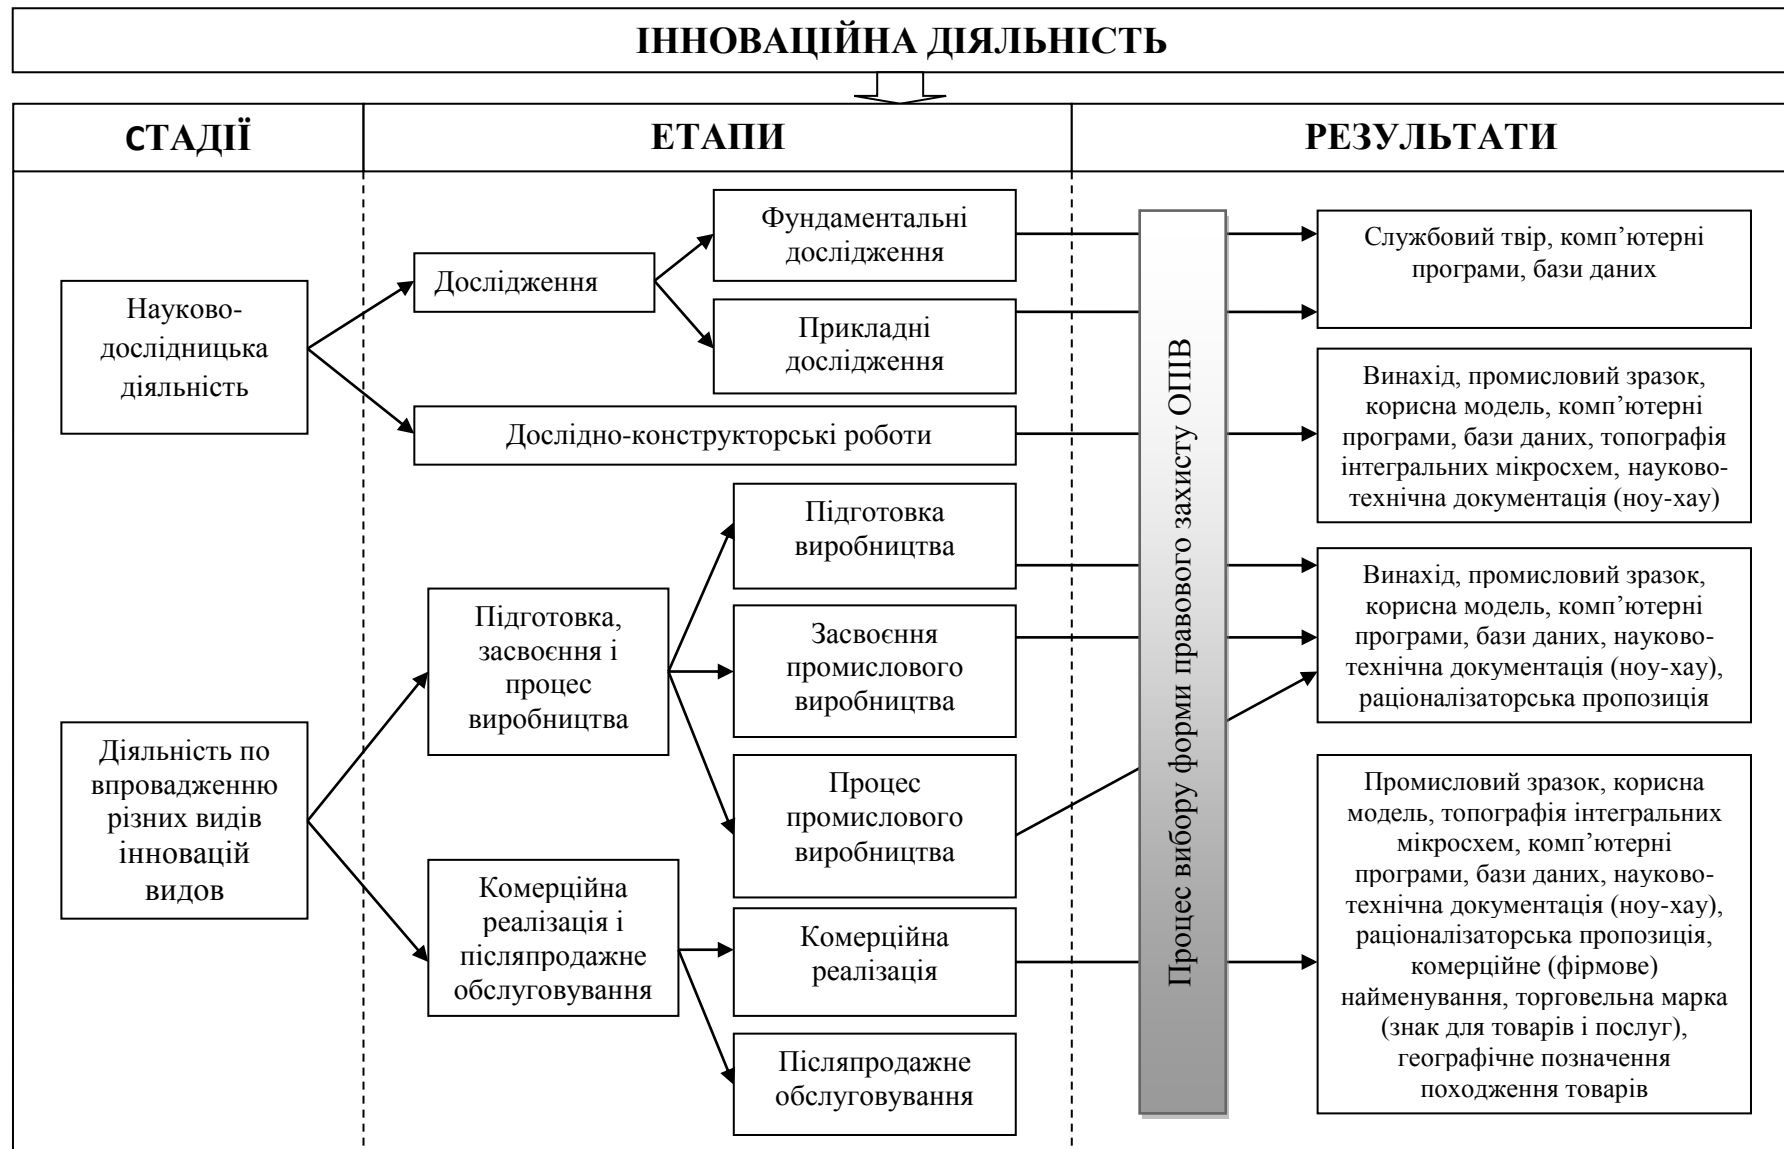 ІННОВАЦІЙНА ДІЯЛЬНІСТЬ
СТАДІЇ
ЕТАПИ
РЕЗУЛЬТАТИ
Науково-
дослідницька
діяльність
Дослідження
Фундаментальні
дослідження
Прикладні
дослідження
Дослідно-конструкторські роботи
Діяльність по
впровадженню
різних видів
інновацій
видов
Підготовка,
засвоєння і
процес
виробництва
Підготовка
виробництва
Засвоєння
промислового
виробництва
Процес
промислового
виробництва
Комерційна
реалізація і
післяпродажне
обслуговування
Комерційна
реалізація
Післяпродажне
обслуговування
Процес вибору форми правового захисту ОПІВ
Службовий твір, комп’ютерні
програми, бази даних
Винахід, промисловий зразок,
корисна модель, комп’ютерні
програми, бази даних, топографія
інтегральних мікросхем, науково-
технічна документація (ноу-хау)
Винахід, промисловий зразок,
корисна модель, комп’ютерні
програми, бази даних, науково-
технічна документація (ноу-хау),
раціоналізаторська пропозиція
Промисловий зразок, корисна
модель, топографія інтегральних
мікросхем, комп’ютерні
програми, бази даних, науково-
технічна документація (ноу-хау),
раціоналізаторська пропозиція,
комерційне (фірмове)
найменування, торговельна марка
(знак для товарів і послуг),
географічне позначення
походження товарів